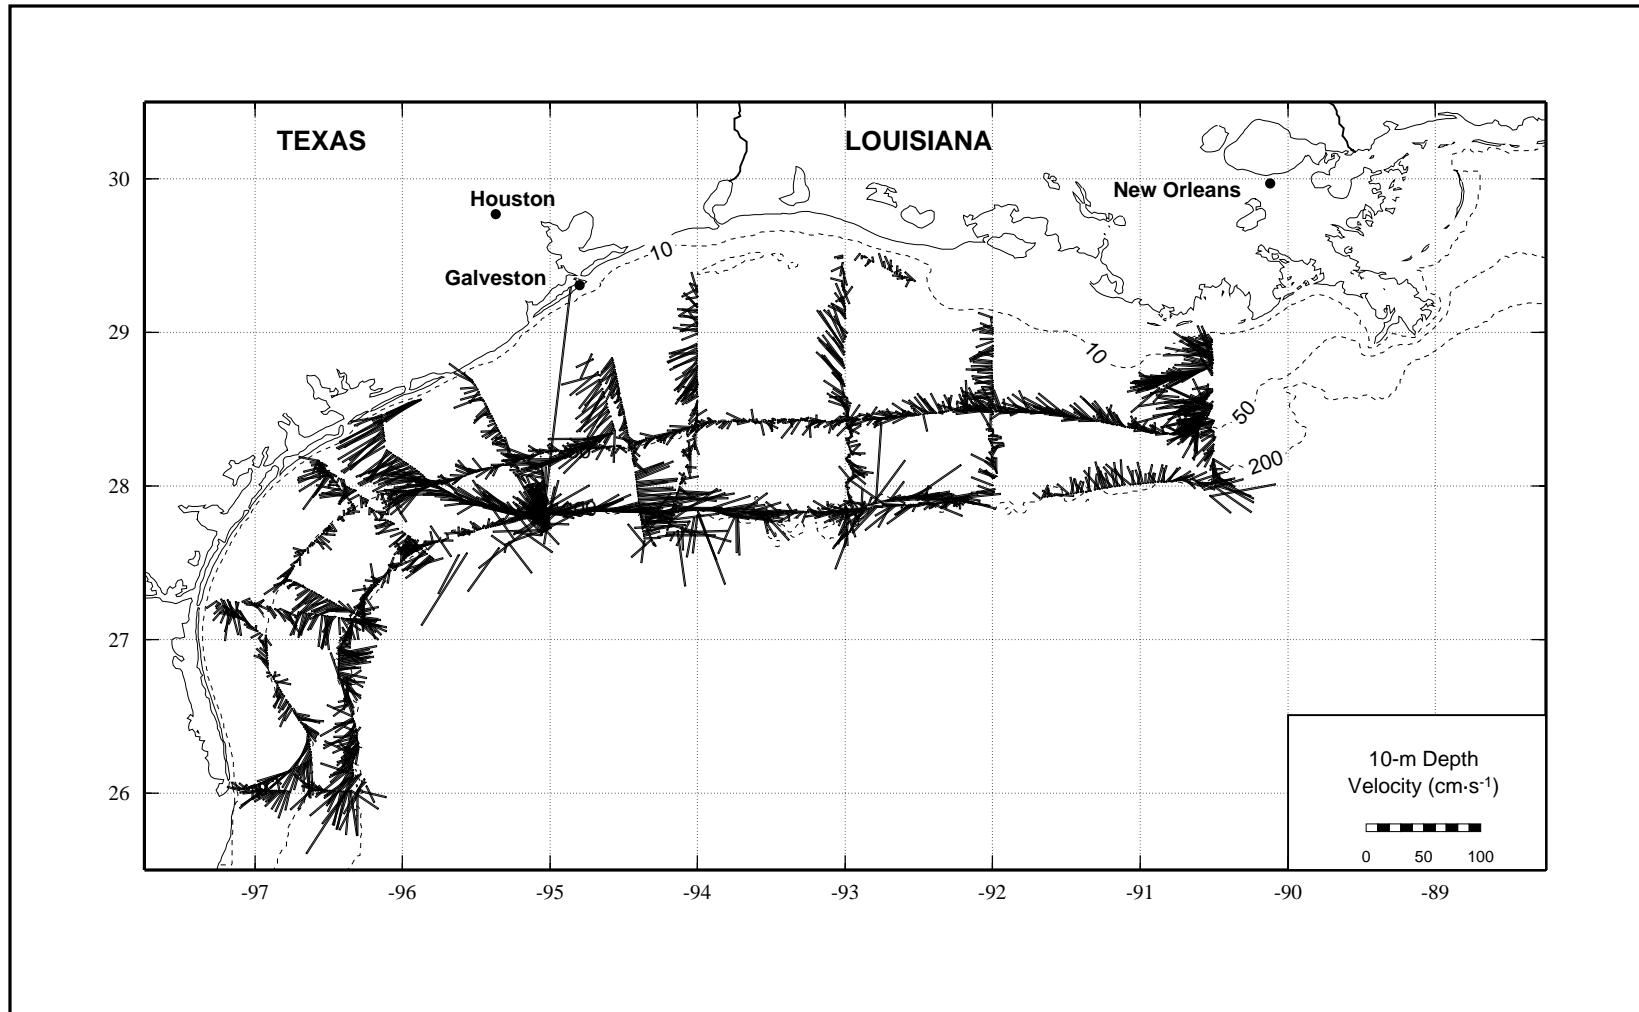 TEXAS
LOUISIANA
30
New Orleans
Houston
10
Galveston
29
10
50
200
28
27
26
10-m Depth
Velocity (cm·s-1)
0 50 100
-97 -96 -95 -94 -93 -92 -91 -90 -89